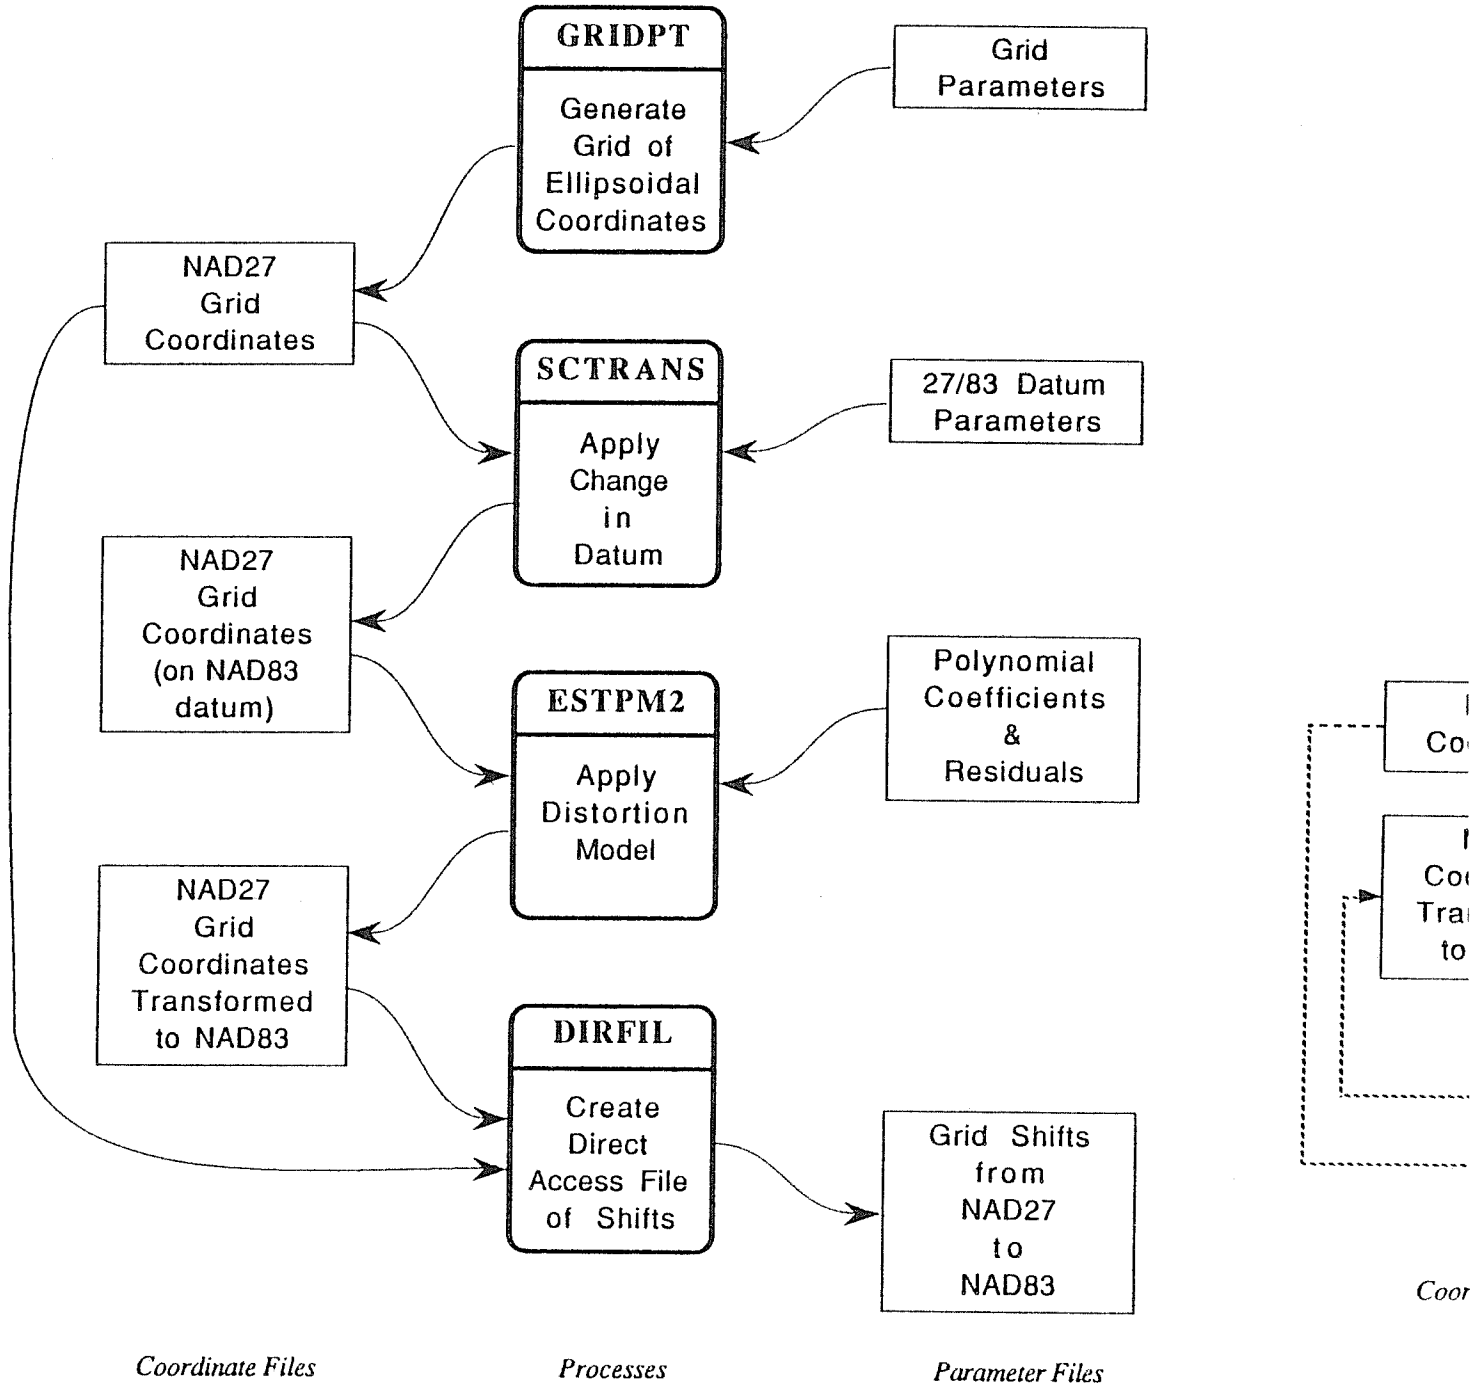 GRIDPT
Generate
Grid of
Ellipsoidal
Coordinates
Grid
Parameters
NAD27
Grid
Coordinates
SCTRANS
Apply
Change
in
Datum
27/83 Datum
Parameters
NAD27
Grid
Coordinates
(on NAD83
datum)
ESTPM2
Apply
Distortion
Model
Polynomial
Coefficients
&
Residuals
NAD27
Grid
Coordinates
Transformed
to NAD83
DIRFIL
Create
Direct
Access File
of Shifts
Grid Shifts
from
NAD27
to
NAD83
to
Coordinate Files
Processes
Parameter Files